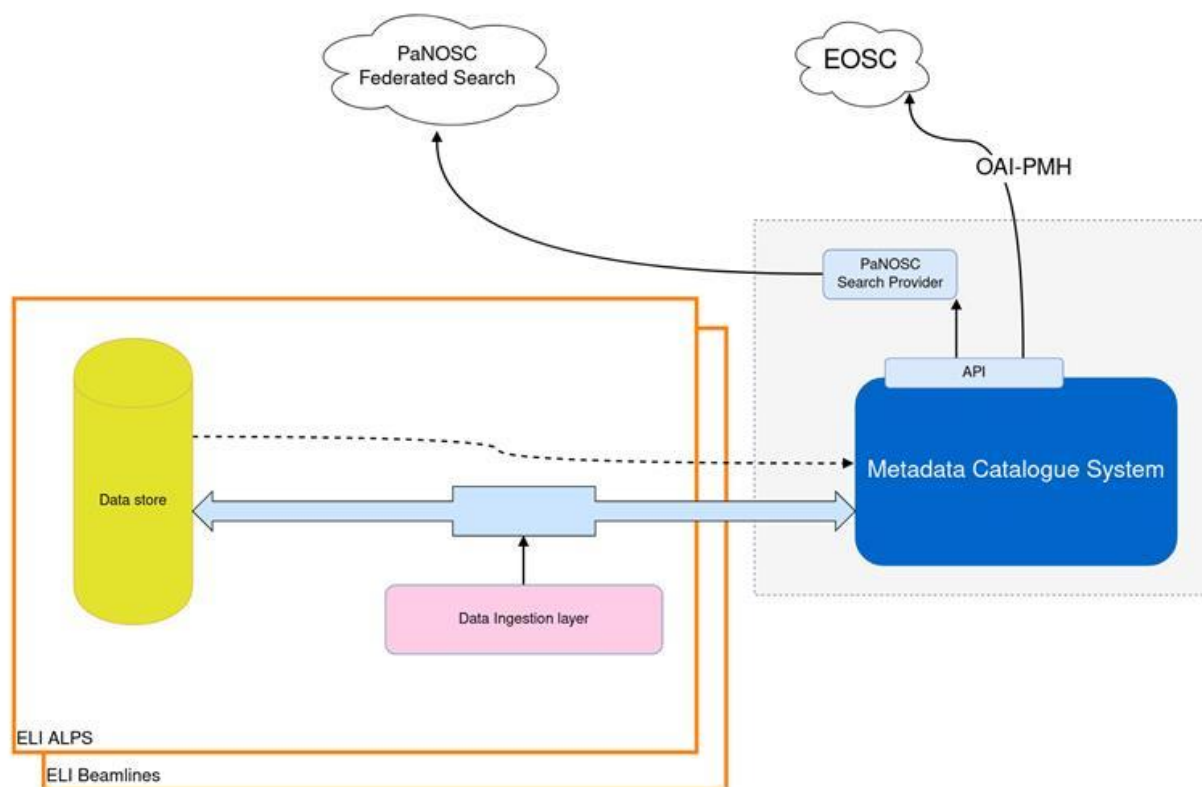 PaNOSC
Federated Search
EOSC
OAI-PMH
PaNOSC
Search Provider
API
Metadata Catalogue System
Data store
Data Ingestion layer
ELI ALPS
ELI Beamlines